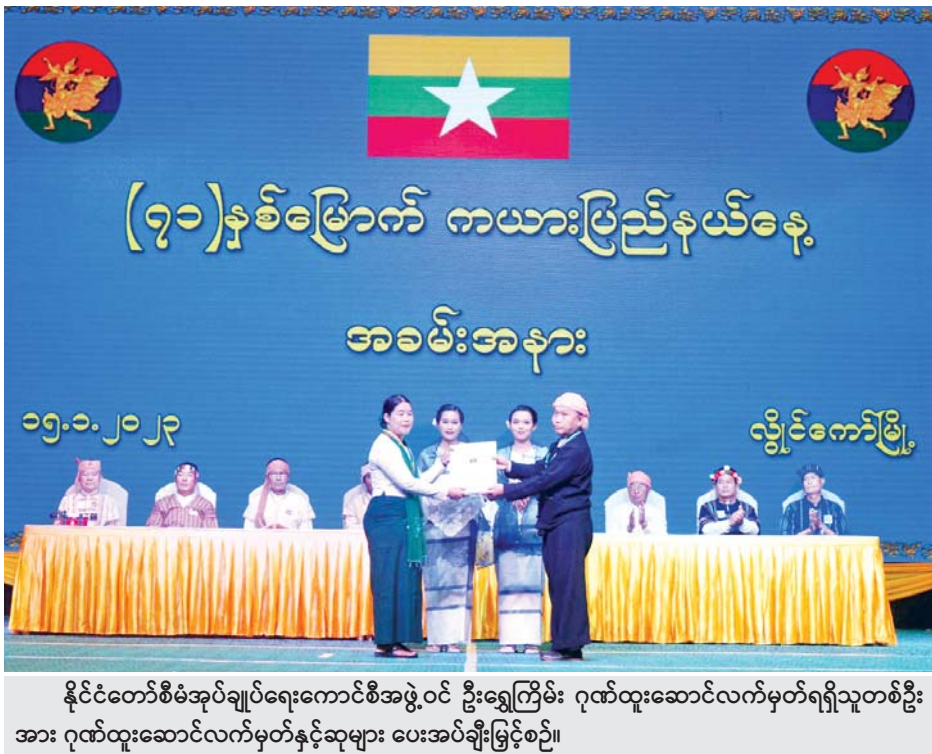 (၇၁)နှစ်မြောက် ကယားပြည်နယ်နေ့
အခမ်းအနား
၁၅.၁.၂၀၂၃
လွိုင်ကော်မြို့
နိုင်ငံတော်စီမံအုပ်ချုပ်ရေးကောင်စီအဖွဲ့ဝင် ဦးရွှေကြိမ်း ဂုဏ်ထူးဆောင်လက်မှတ်ရရှိသူတစ်ဦး
အား ဂုဏ်ထူးဆောင်လက်မှတ်နှင့်ဆုများ ပေးအပ်ချီးမြှင့်စဉ်။